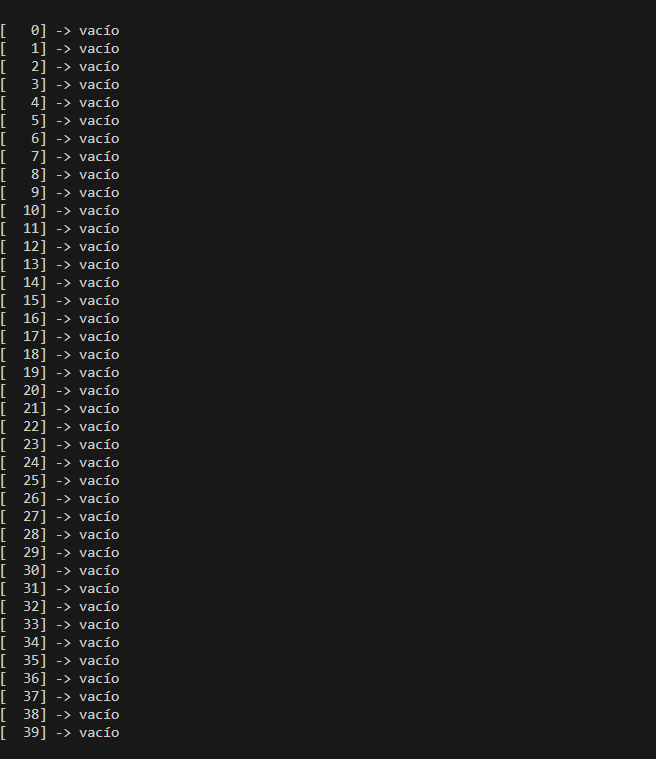 [   0] -> vacío
[   1] -> vacío
[   2] -> vacío
[   3] -> vacío
[   4] -> vacío
[   5] -> vacío
[   6] -> vacío
[   7] -> vacío
[   8] -> vacío
[   9] -> vacío
[  10] -> vacío
[  11] -> vacío
[  12] -> vacío
[  13] -> vacío
[  14] -> vacío
[  15] -> vacío
[  16] -> vacío
[  17] -> vacío
[  18] -> vacío
[  19] -> vacío
[  20] -> vacío
[  21] -> vacío
[  22] -> vacío
[  23] -> vacío
[  24] -> vacío
[  25] -> vacío
[  26] -> vacío
[  27] -> vacío
[  28] -> vacío
[  29] -> vacío
[  30] -> vacío
[  31] -> vacío
[  32] -> vacío
[  33] -> vacío
[  34] -> vacío
[  35] -> vacío
[  36] -> vacío
[  37] -> vacío
[  38] -> vacío
[  39] -> vacío